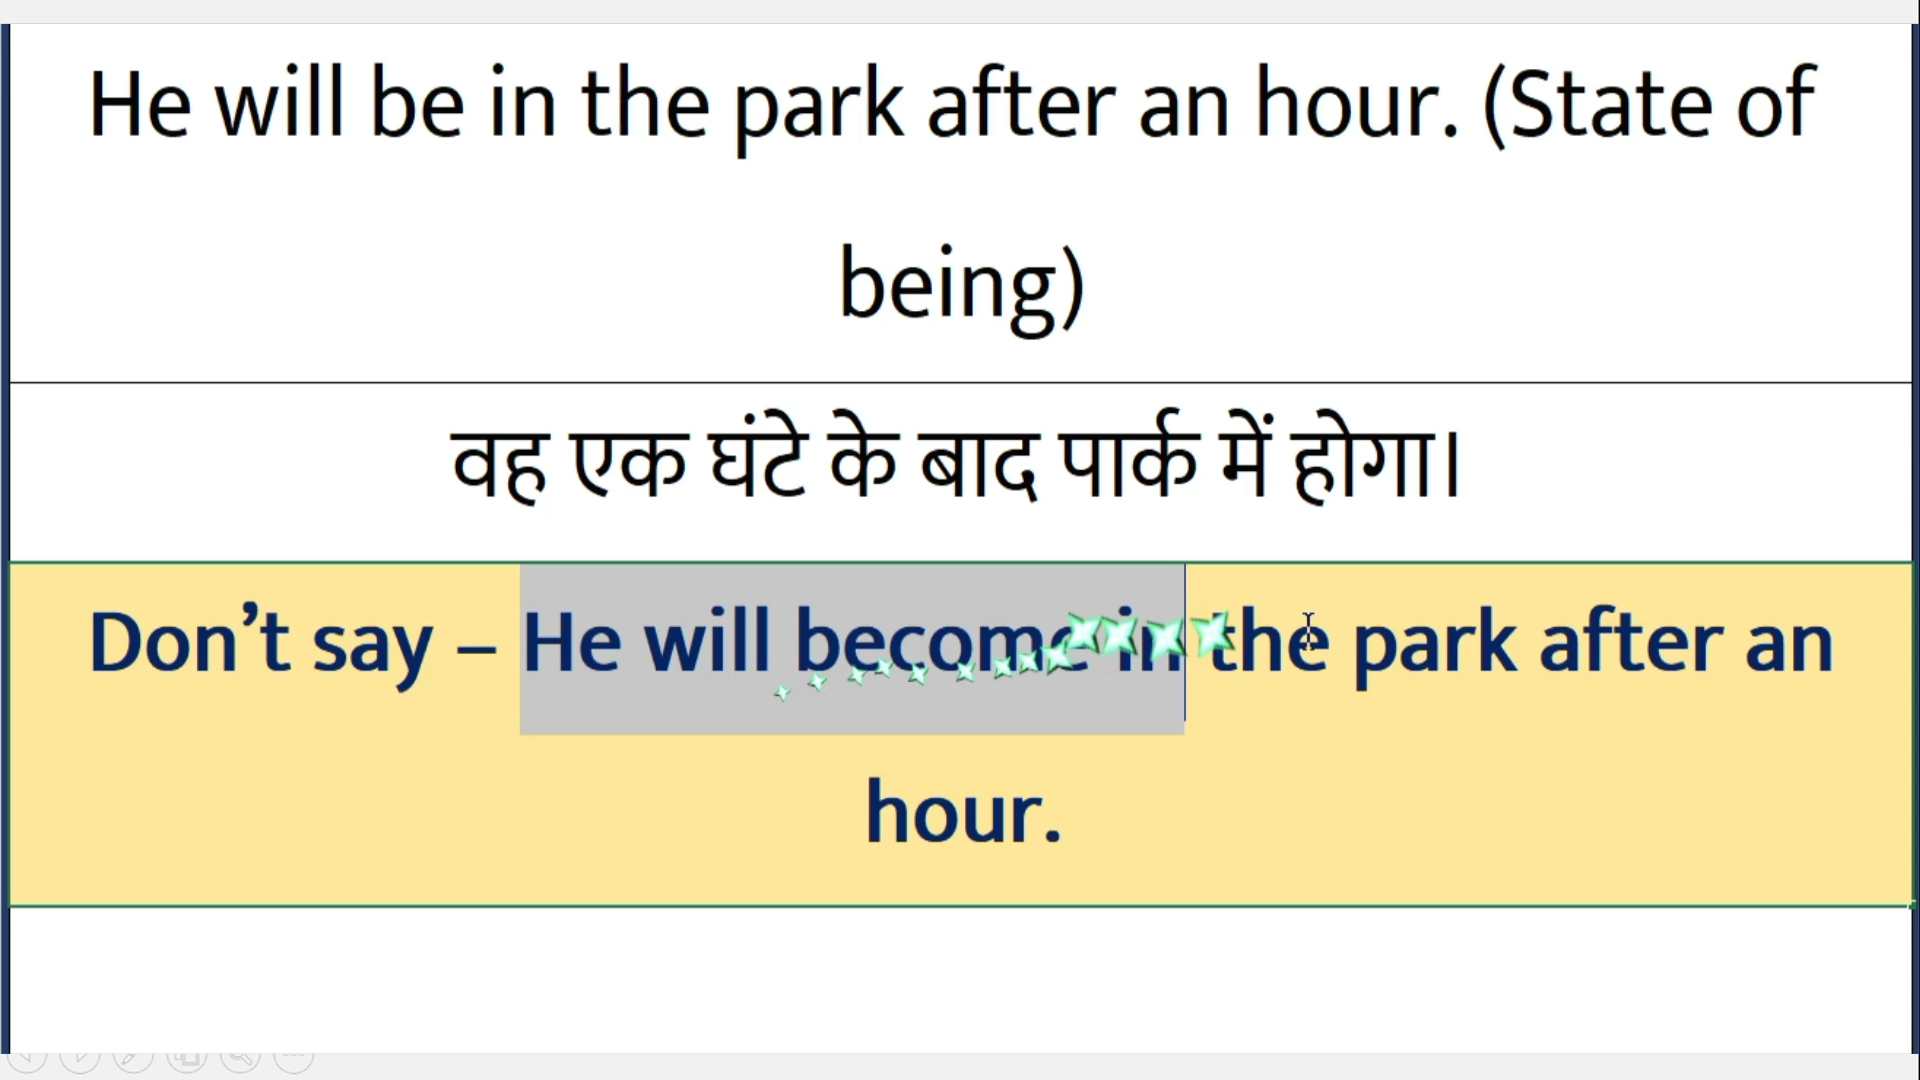 He will be in the park after an hour. (State of
being)
वह एक घंटे के बाद पार्क में होगा।
Don’t say – He will become in the park after an
hour.